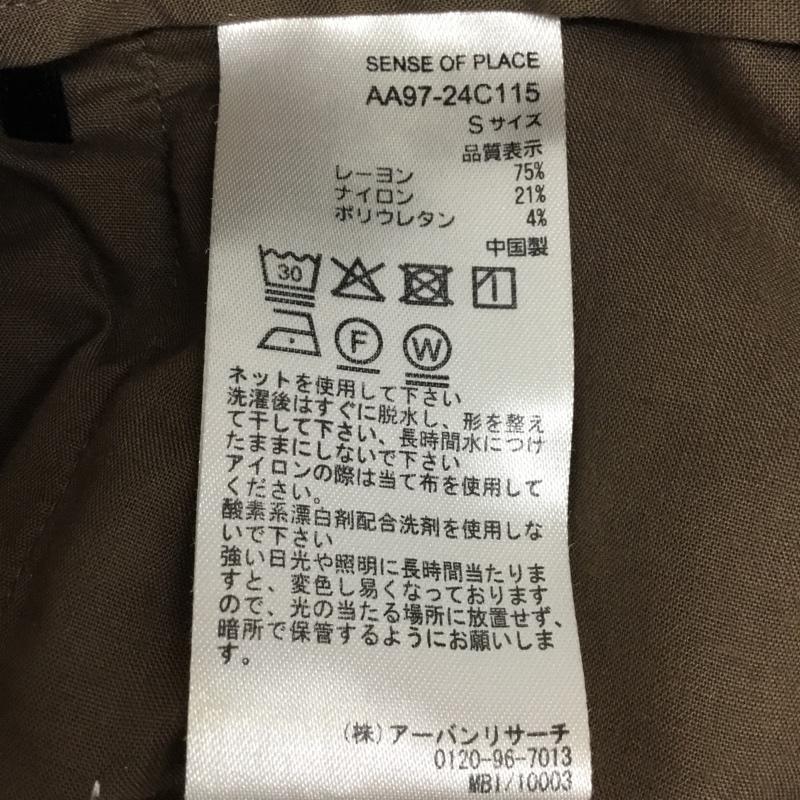 SENSE OF PLACE
AA97-24C115
Sサイズ
品質表示
レーヨン 75%
ナイロン 21%
ポリウレタン 4%
中国製
30
F W
ネットを使用して下さい
洗濯後はすぐに脱水し、形を整え
て干して下さい、長時間水につけ
たままにしないで下さい
アイロンの際は当て布を使用して
ください。
酸素系漂白剤配合洗剤を使用しな
いで下さい
強い日光や照明に長時間当たりま
すと、変色し易くなっております
ので、光の当たる場所に放置せず、
暗所で保管するようにお願いしま
す。
(株)アーバンリサーチ
0120-96-7013
MBI/10003